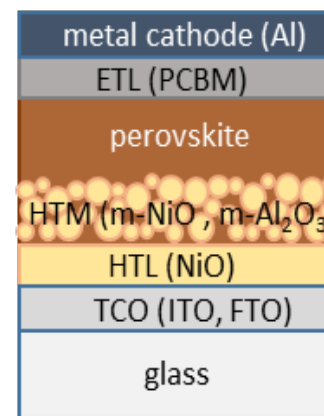 metal cathode (Al)
ETL (PCBM)
perovskite
HTM (m-NiO , m-Al₂O₃
HTL (NiO)
TCO (ITO, FTO)
glass